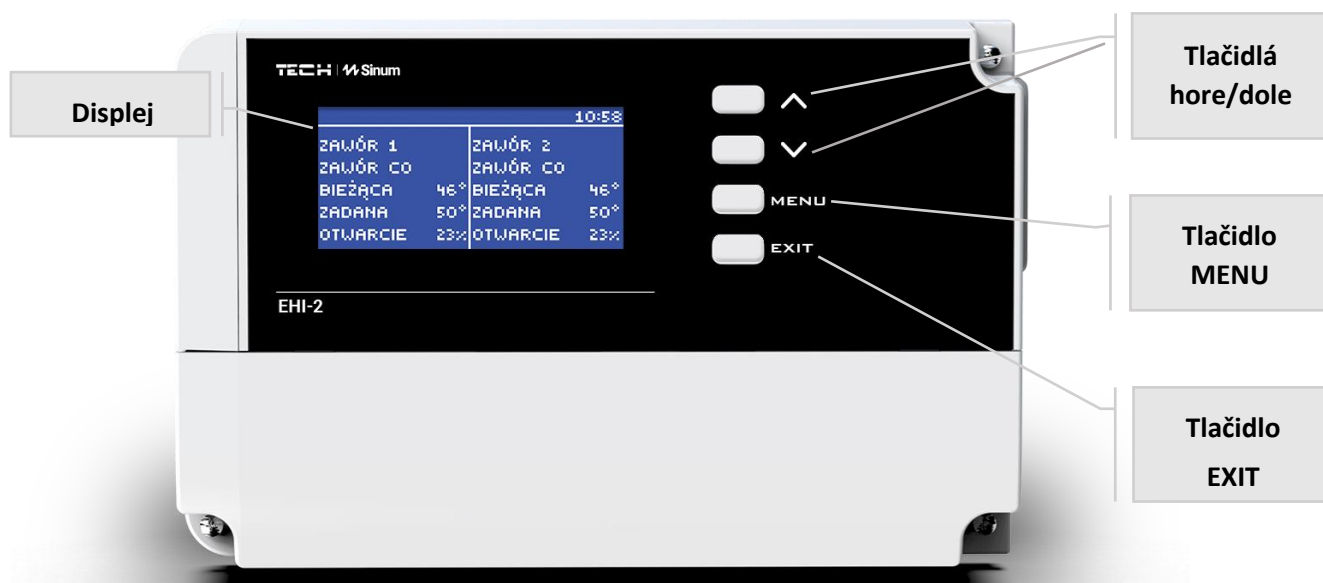 TECH Sinum
Displej
10:58
ZAWÓR 1 ZAWÓR 2
ZAWÓR CO ZAWÓR CO
BIEŻĄCA 46° BIEŻĄCA 46°
ZADANA 50° ZADANA 50°
OTWARCIE 23% OTWARCIE 23%
EHI-2
MENU
EXIT
Tlačidlá
hore/dole
Tlačidlo
MENU
Tlačidlo
EXIT